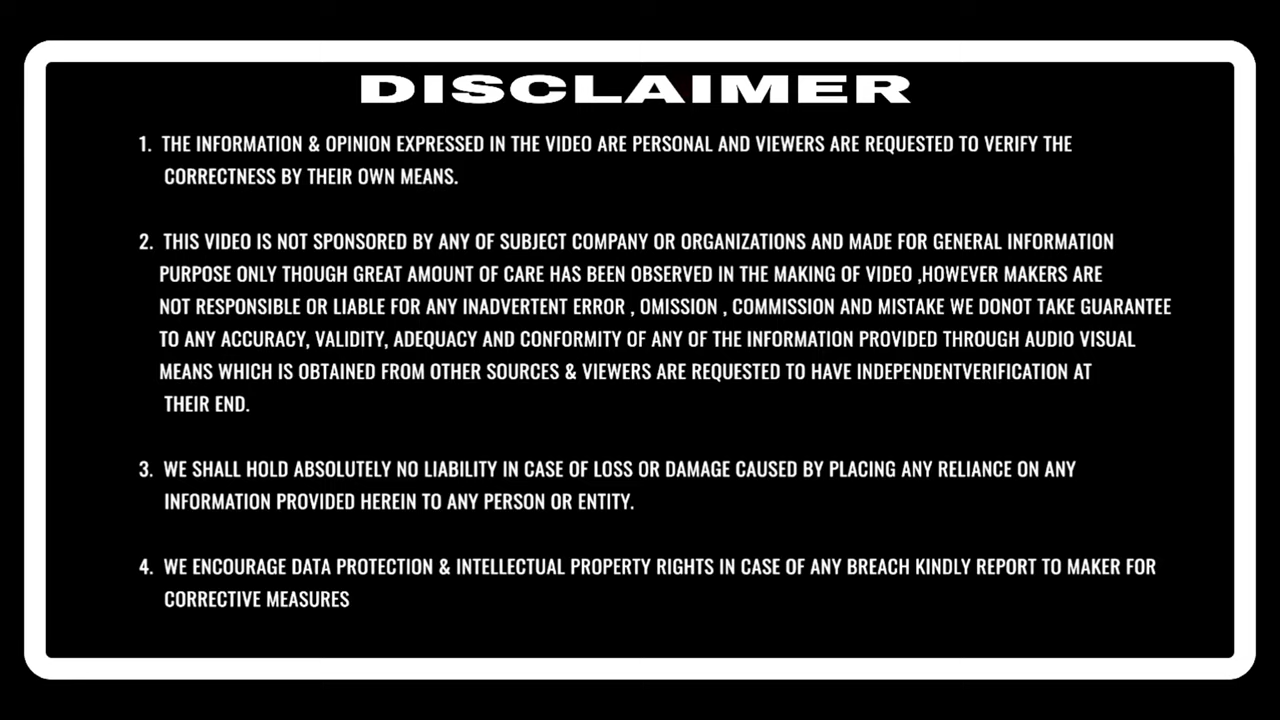 DISCLAIMER
1. THE INFORMATION & OPINION EXPRESSED IN THE VIDEO ARE PERSONAL AND VIEWERS ARE REQUESTED TO VERIFY THE
CORRECTNESS BY THEIR OWN MEANS.
2. THIS VIDEO IS NOT SPONSORED BY ANY OF SUBJECT COMPANY OR ORGANIZATIONS AND MADE FOR GENERAL INFORMATION
PURPOSE ONLY THOUGH GREAT AMOUNT OF CARE HAS BEEN OBSERVED IN THE MAKING OF VIDEO ,HOWEVER MAKERS ARE
NOT RESPONSIBLE OR LIABLE FOR ANY INADVERTENT ERROR , OMISSION , COMMISSION AND MISTAKE WE DONOT TAKE GUARANTEE
TO ANY ACCURACY, VALIDITY, ADEQUACY AND CONFORMITY OF ANY OF THE INFORMATION PROVIDED THROUGH AUDIO VISUAL
MEANS WHICH IS OBTAINED FROM OTHER SOURCES & VIEWERS ARE REQUESTED TO HAVE INDEPENDENTVERIFICATION AT
THEIR END.
3. WE SHALL HOLD ABSOLUTELY NO LIABILITY IN CASE OF LOSS OR DAMAGE CAUSED BY PLACING ANY RELIANCE ON ANY
INFORMATION PROVIDED HEREIN TO ANY PERSON OR ENTITY.
4. WE ENCOURAGE DATA PROTECTION & INTELLECTUAL PROPERTY RIGHTS IN CASE OF ANY BREACH KINDLY REPORT TO MAKER FOR
CORRECTIVE MEASURES